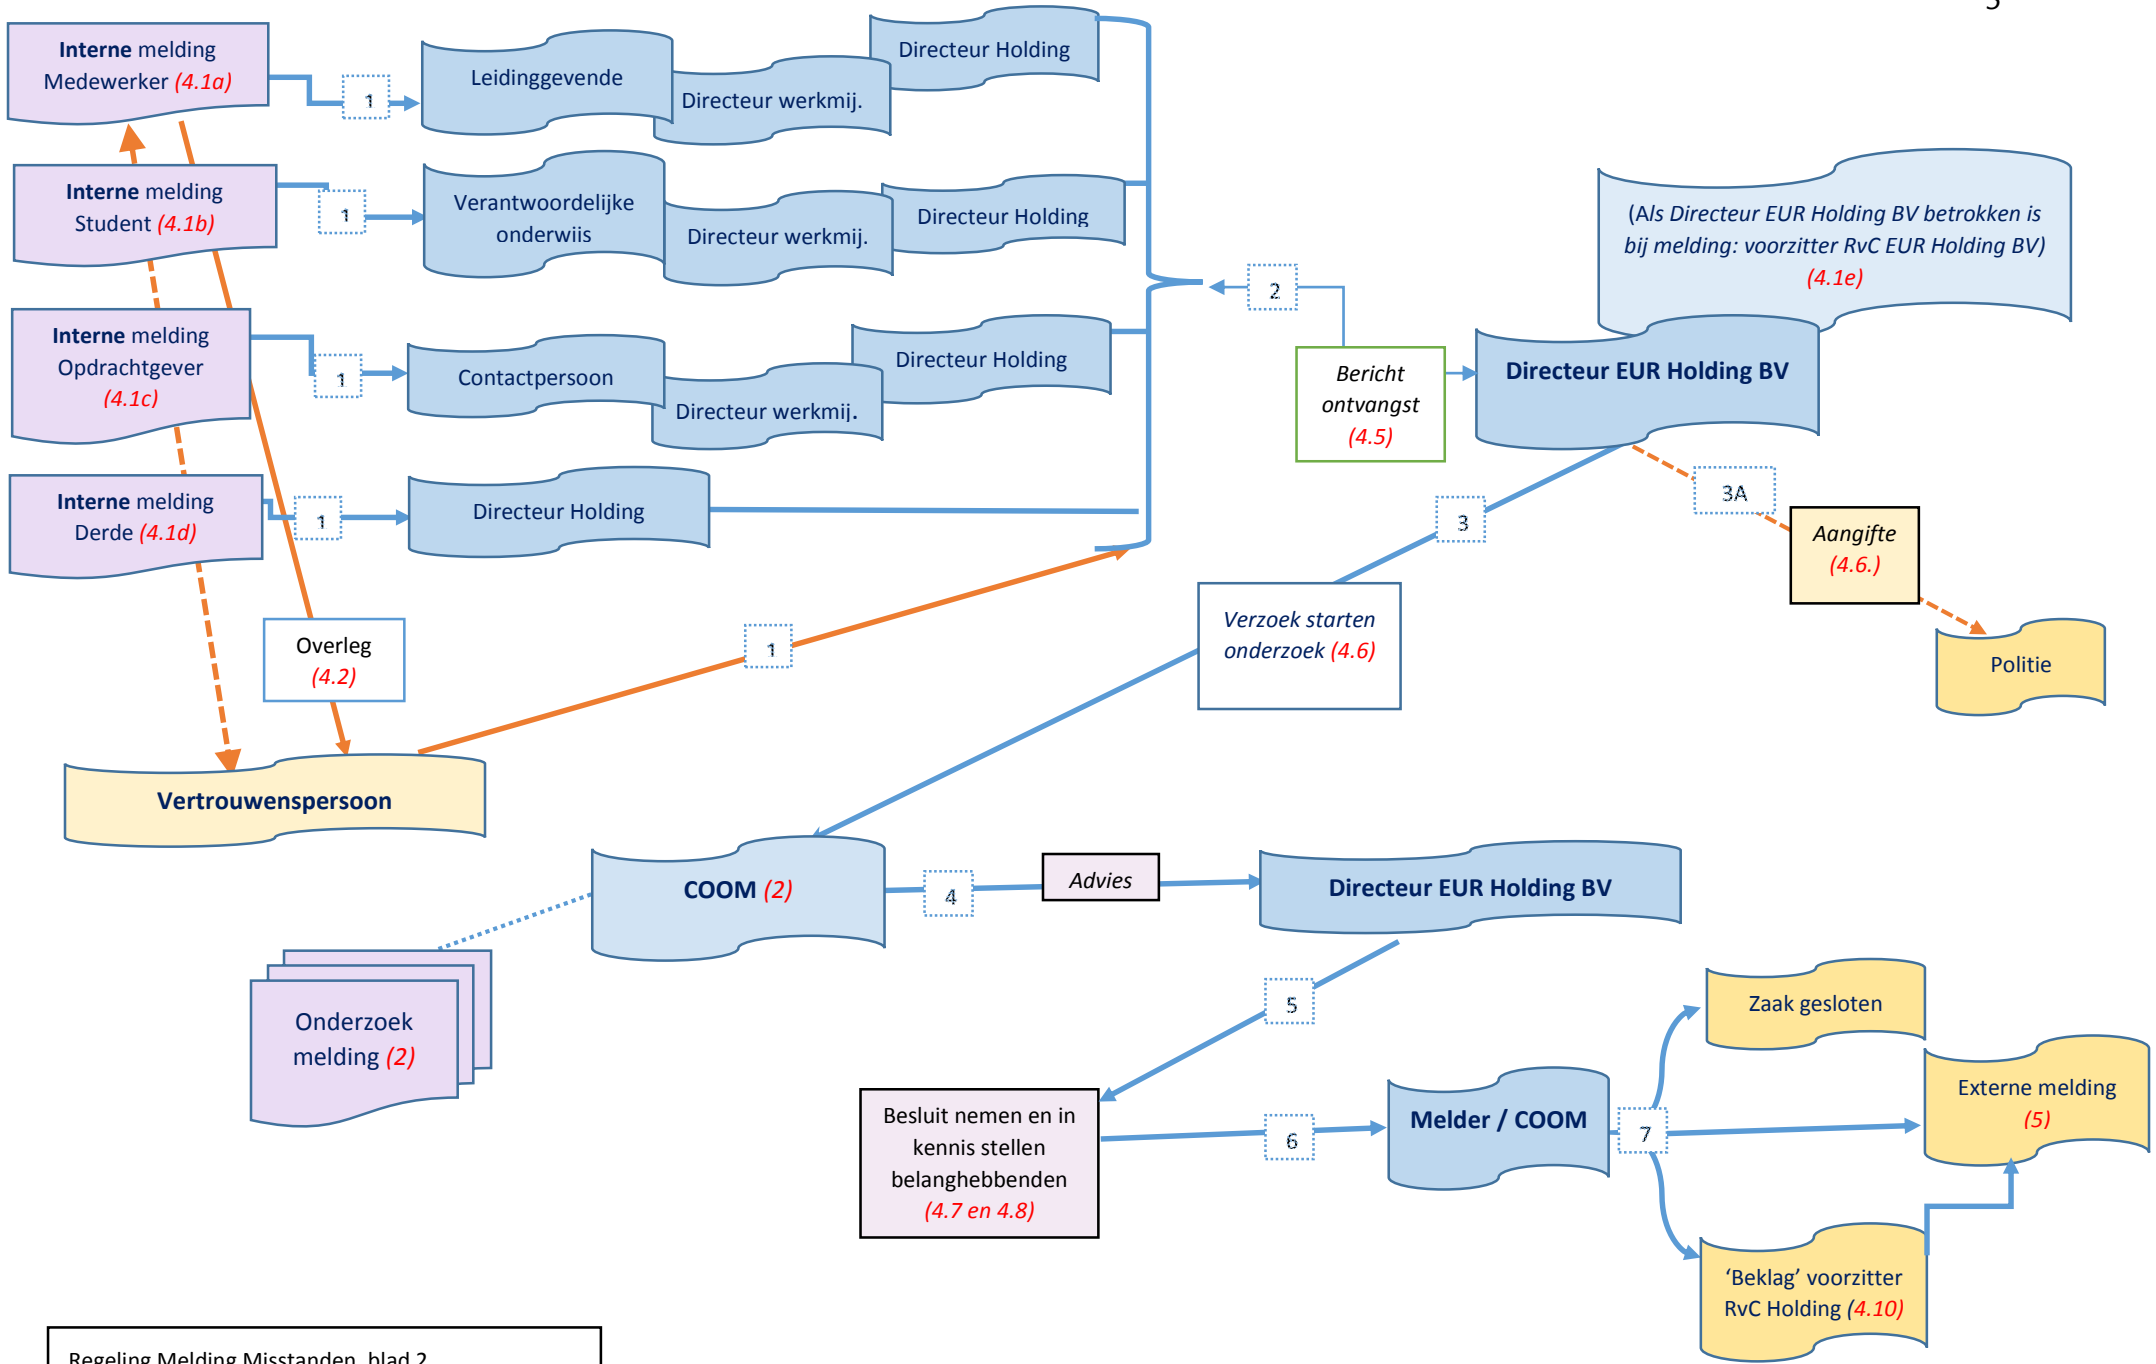 Interne melding
Medewerker (4.1a)
1
Leidinggevende
Directeur werkmij.
Directeur Holding
Interne melding
Student (4.1b)
1
Verantwoordelijke
onderwijs
Directeur werkmij.
Directeur Holding
Interne melding
Opdrachtgever
(4.1c)
1
Contactpersoon
Directeur werkmij.
Directeur Holding
Interne melding
Derde (4.1d)
1
Directeur Holding
2
Bericht
ontvangst
(4.5)
(Als Directeur EUR Holding BV betrokken is
bij melding: voorzitter RvC EUR Holding BV)
(4.1e)
Directeur EUR Holding BV
3
3A
Aangifte
(4.6.)
Politie
Verzoek starten
onderzoek (4.6)
Overleg
(4.2)
1
Vertrouwenspersoon
COOM (2)
4
Advies
Directeur EUR Holding BV
Onderzoek
melding (2)
5
Besluit nemen en in
kennis stellen
belanghebbenden
(4.7 en 4.8)
6
Melder / COOM
7
Zaak gesloten
Externe melding
(5)
‘Beklag’ voorzitter
RvC Holding (4.10)
Regeling Melding Misstanden, blad 2